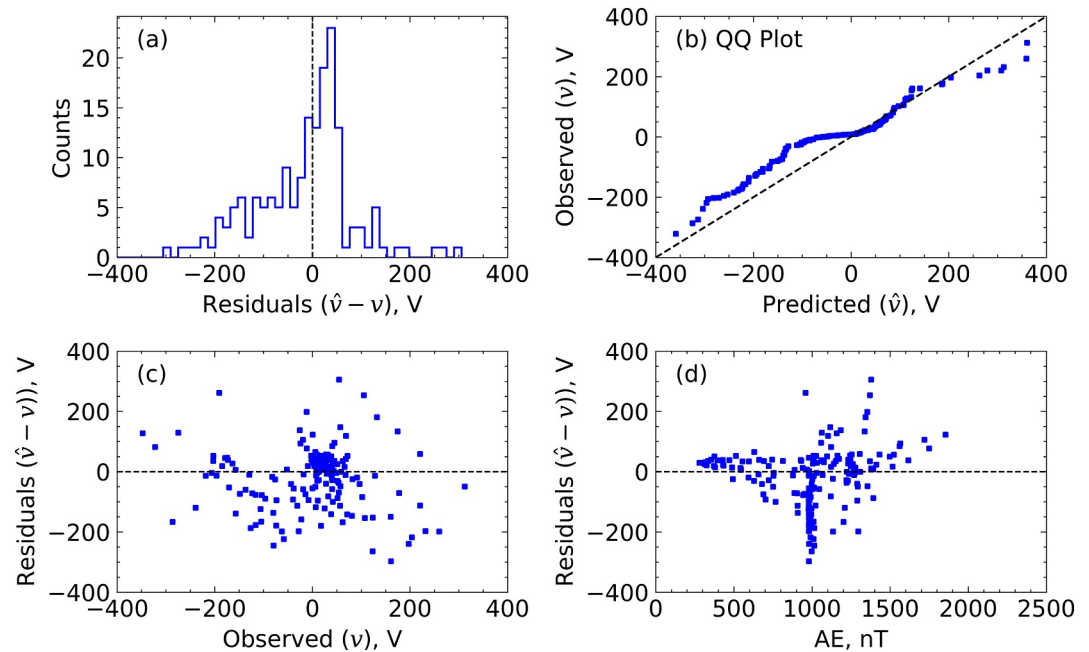 (a)
Counts
20
15
10
5
0
−400 −200 0 200 400
Residuals (v̂ − v), V
(b) QQ Plot
Observed (v), V
400
200
0
−200
−400
−400 −200 0 200 400
Predicted (v̂), V
(c)
Residuals (v̂ − v)), V
400
200
0
−200
−400
−400 −200 0 200 400
Observed (v), V
(d)
Residuals (v̂ − v)), V
400
200
0
−200
−400
0 500 1000 1500 2000 2500
AE, nT